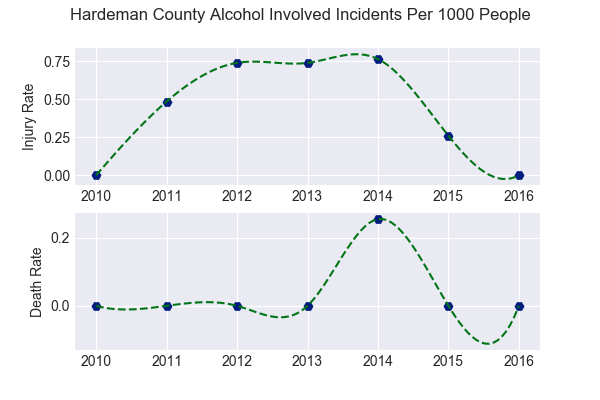 Hardeman County Alcohol Involved Incidents Per 1000 People
Injury Rate
0.75
0.50
0.25
0.00
2010 2011 2012 2013 2014 2015 2016
Death Rate
0.2
0.0
2010 2011 2012 2013 2014 2015 2016